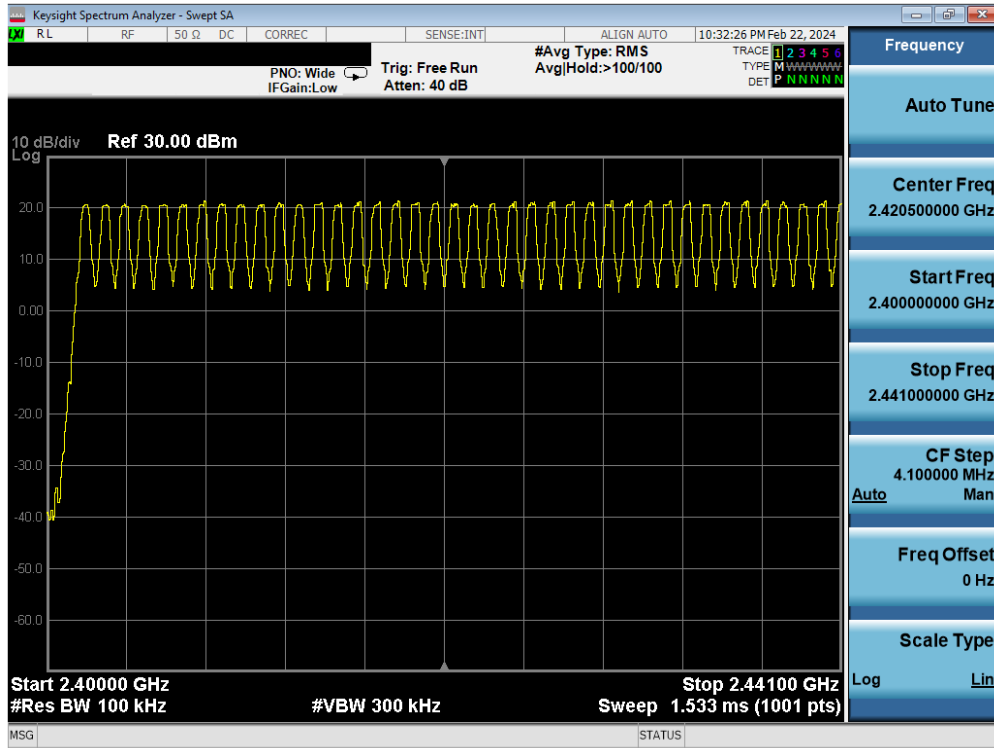 Keysight Spectrum Analyzer - Swept SA
LXI RL RF 50 Ω DC CORREC SENSE:INT ALIGN AUTO 10:32:26 PM Feb 22, 2024
#Avg Type: RMS
TRACE 1 2 3 4 5 6
PNO: Wide Trig: Free Run Avg|Hold:>100/100
TYPE M WWWWW
IFGain:Low Atten: 40 dB
DET P N N N N N
10 dB/div Ref 30.00 dBm
Log
20.0
10.0
0.00
-10.0
-20.0
-30.0
-40.0
-50.0
-60.0
Start 2.40000 GHz Stop 2.44100 GHz
#Res BW 100 kHz #VBW 300 kHz Sweep 1.533 ms (1001 pts)
MSG STATUS
Frequency
Auto Tune
Center Freq
2.420500000 GHz
Start Freq
2.400000000 GHz
Stop Freq
2.441000000 GHz
CF Step
4.100000 MHz
Auto Man
Freq Offset
0 Hz
Scale Type
Log Lin